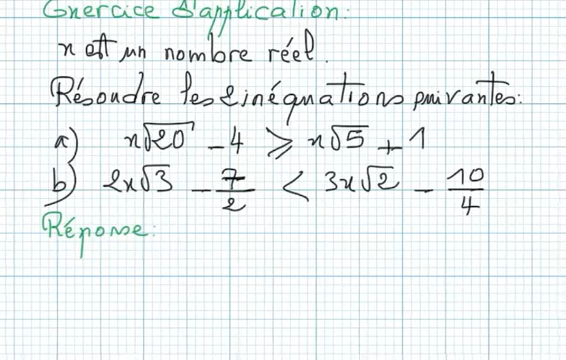 Exercice d'application:
x est un nombre réel.
Résoudre les inéquations suivantes:
a) x√20 - 4 ⩾ x√5 + 1
b) 2x√3 - 7/2 < 3x√2 - 10/4
Réponse: